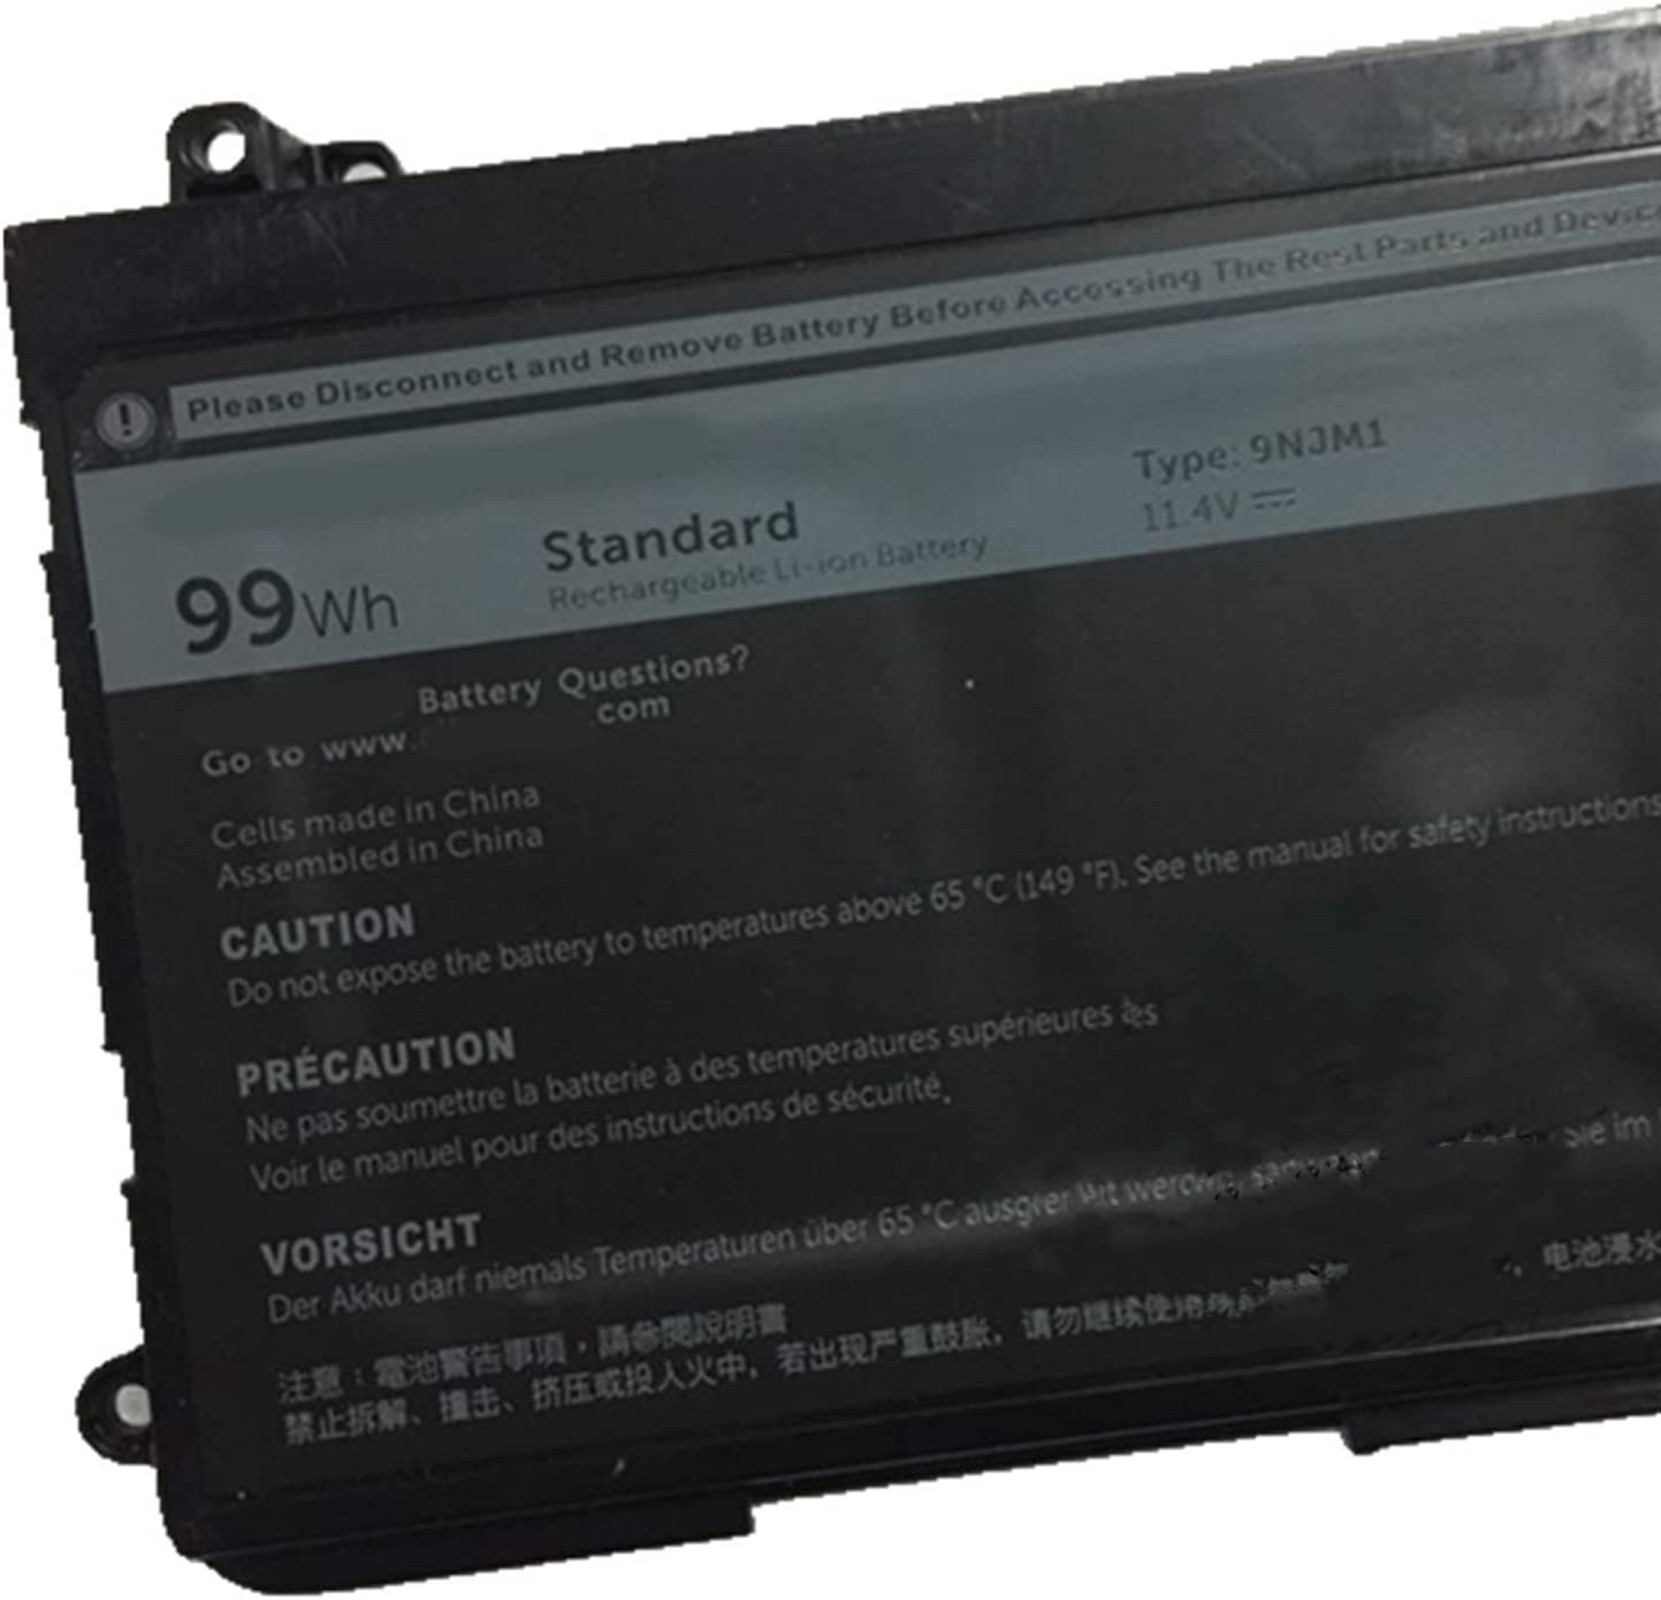 ! Please Disconnect and Remove Battery Before Accessing The Rest Parts and
Type: 9NJM1
11.4V
99Wh
Standard
Rechargeable Li-ion Battery
Battery Questions?
Go to www. com
Cells made in China
Assembled in China
CAUTION
Do not expose the battery to temperatures above 65 °C (149 °F). See the manual for safety instructions
PRÉCAUTION
Ne pas soumettre la batterie à des temperatures supérieures
Voir le manuel pour des instructions de sécurité.
VORSICHT
Der Akku darf niemals Temperaturen über 65 °C Sie im
注意：電池警告事項，請參閱說明書
禁止拆解、撞击、挤压或投入火中，若出现严重鼓胀，请勿继续使用 ，电池浸水